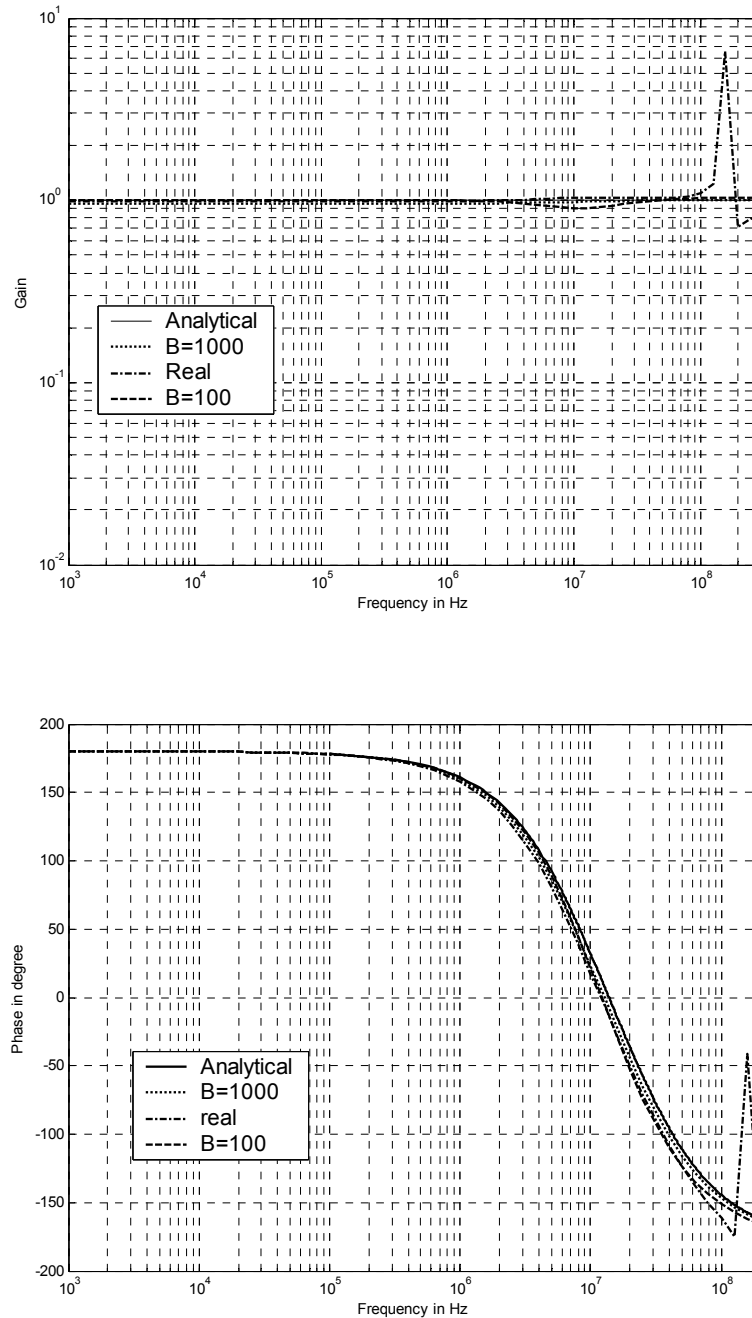 10^1
10^0
Gain
Analytical
B=1000
Real
B=100
10^-1
10^-2
10^3 10^4 10^5 10^6 10^7 10^8
Frequency in Hz
200
150
100
50
0
Phase in degree
-50
Analytical
B=1000
real
B=100
-100
-150
-200
10^3 10^4 10^5 10^6 10^7 10^8
Frequency in Hz